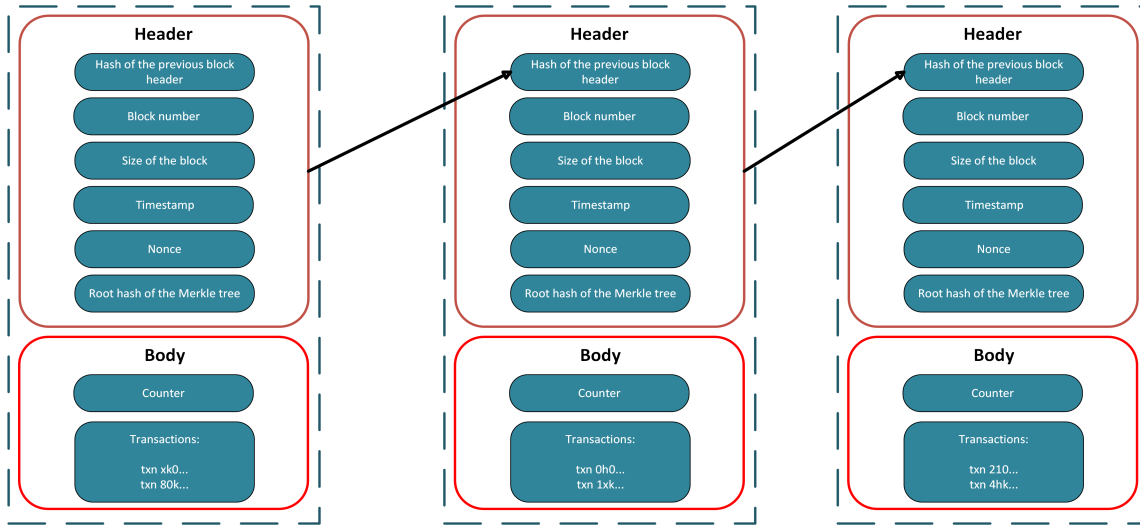 Header
Hash of the previous block
header
Block number
Size of the block
Timestamp
Nonce
Root hash of the Merkle tree
Body
Counter
Transactions:
txn xk0...
txn 80k...
Header
Hash of the previous block
header
Block number
Size of the block
Timestamp
Nonce
Root hash of the Merkle tree
Body
Counter
Transactions:
txn 0h0...
txn 1xk...
Header
Hash of the previous block
header
Block number
Size of the block
Timestamp
Nonce
Root hash of the Merkle tree
Body
Counter
Transactions:
txn 210...
txn 4hk...